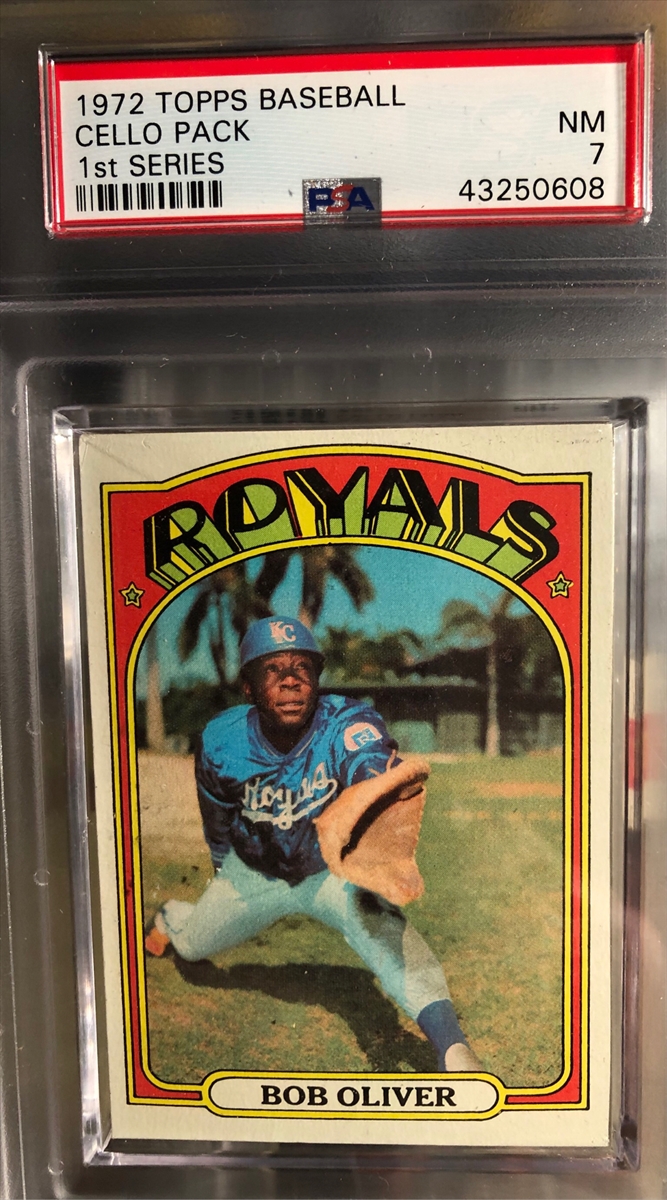 1972 TOPPS BASEBALL
CELLO PACK
1st SERIES
NM
7
43250608
PSA
ROYALS
KC
R
Royals
BOB OLIVER